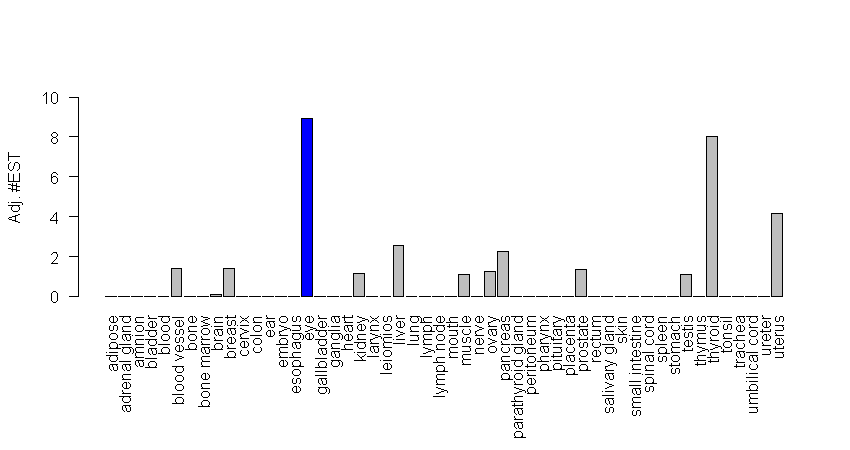 Adj. #EST
10
8
6
4
2
0
adipose
adrenal gland
amnion
bladder
blood
blood vessel
bone
bone marrow
brain
breast
cervix
colon
ear
embryo
esophagus
eye
gallbladder
ganglia
heart
kidney
larynx
leiomios
liver
lung
lymph
lymph node
mouth
muscle
nerve
ovary
pancreas
parathyroid gland
peritoneum
pharynx
pituitary
placenta
prostate
rectum
salivary gland
skin
small intestine
spinal cord
spleen
stomach
testis
thymus
thyroid
tonsil
trachea
umbilical cord
ureter
uterus